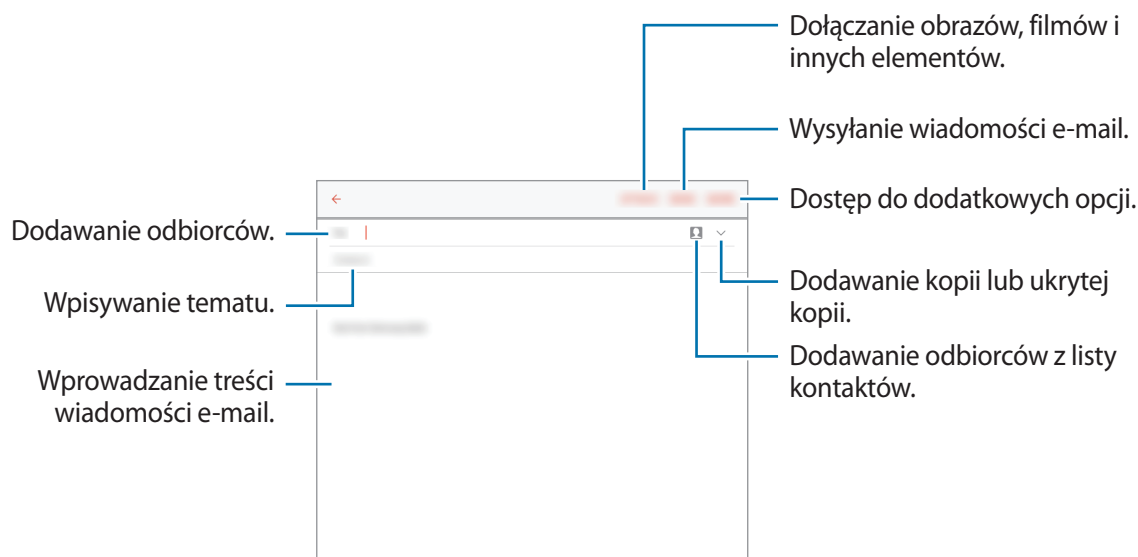 Dołączanie obrazów, filmów i
innych elementów.
Wysyłanie wiadomości e-mail.
Dostęp do dodatkowych opcji.
Dodawanie odbiorców.
Wpisywanie tematu.
Dodawanie kopii lub ukrytej
kopii.
Dodawanie odbiorców z listy
kontaktów.
Wprowadzanie treści
wiadomości e-mail.